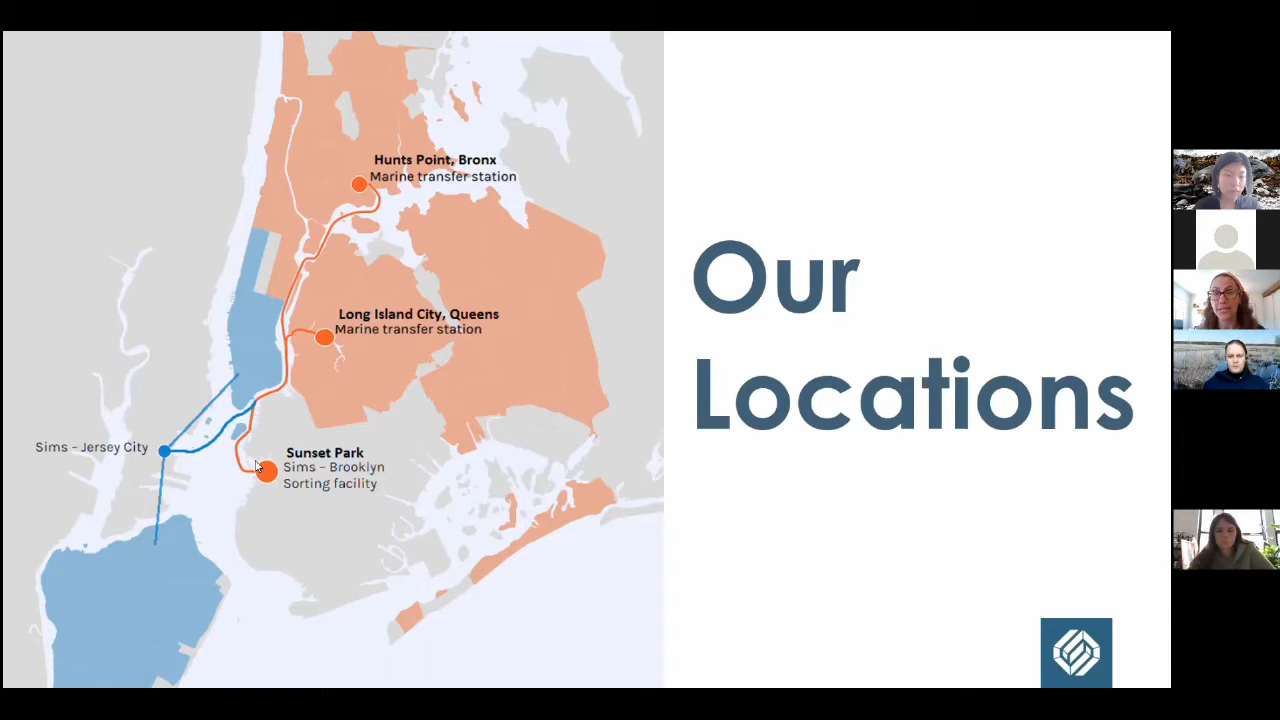 Hunts Point, Bronx
Marine transfer station
Long Island City, Queens
Marine transfer station
Sims – Jersey City
Sunset Park
Sims – Brooklyn
Sorting facility
Our
Locations